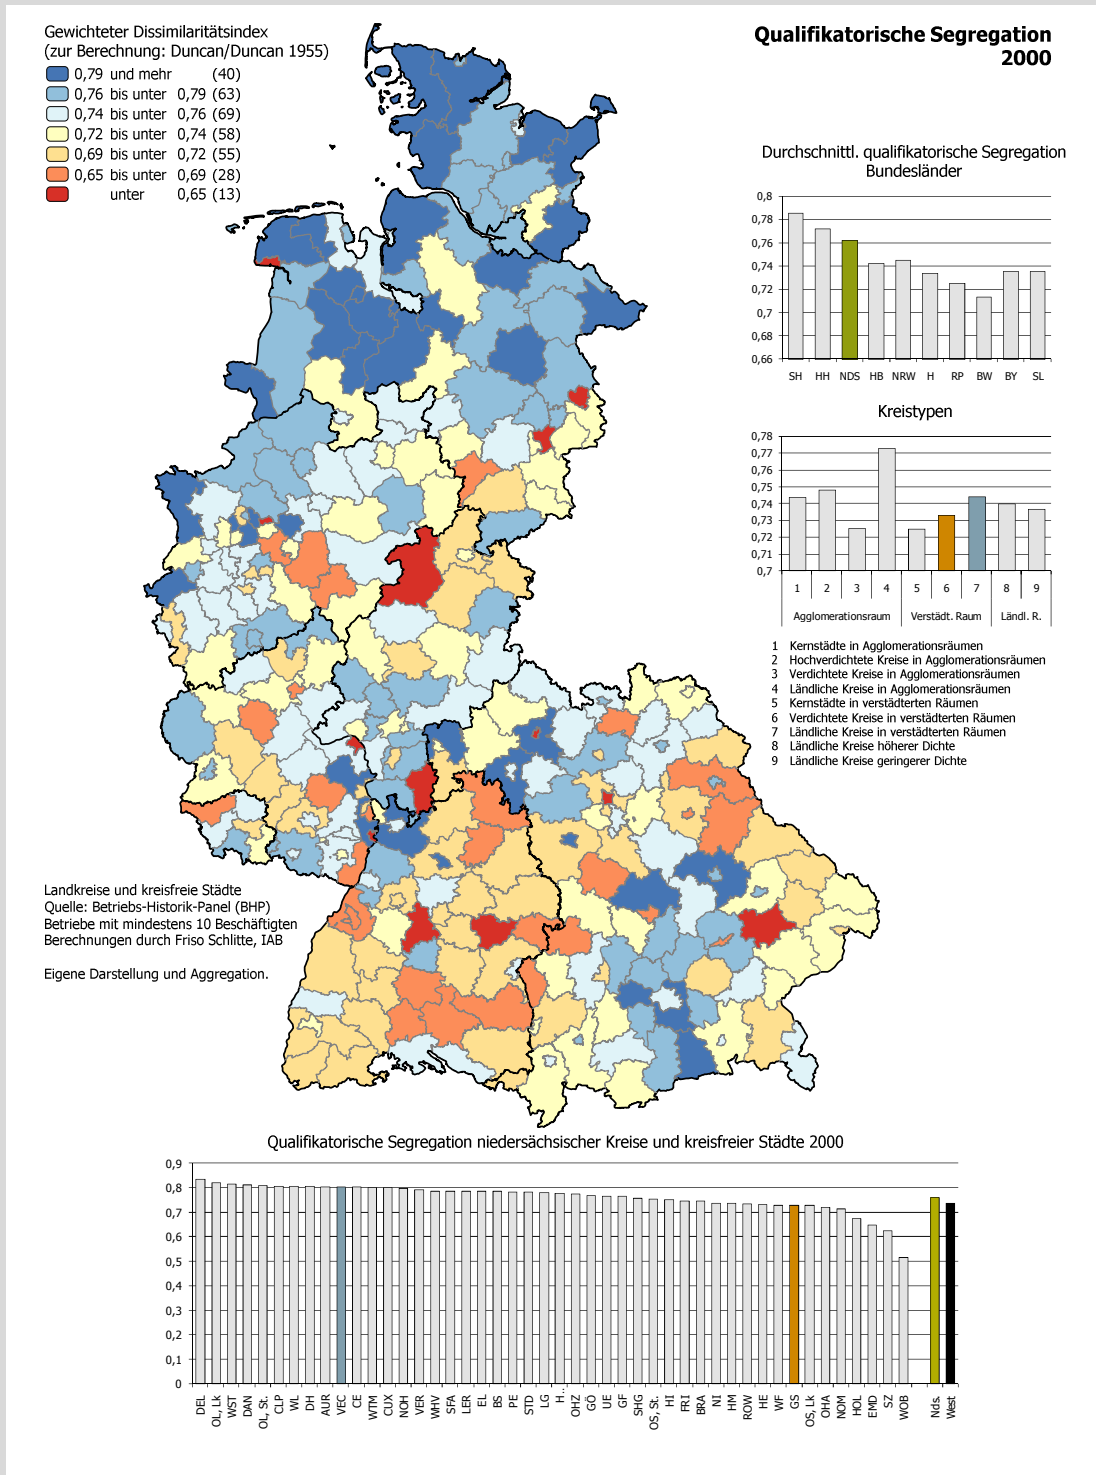 Gewichteter Dissimilaritätsindex
(zur Berechnung: Duncan/Duncan 1955)
0,79 und mehr (40)
0,76 bis unter 0,79 (63)
0,74 bis unter 0,76 (69)
0,72 bis unter 0,74 (58)
0,69 bis unter 0,72 (55)
0,65 bis unter 0,69 (28)
unter 0,65 (13)
Qualifikatorische Segregation
2000
Durchschnittl. qualifikatorische Segregation
Bundesländer
0,8
0,78
0,76
0,74
0,72
0,7
0,68
0,66
SH HH NDS HB NRW H RP BW BY SL
Kreistypen
0,78
0,77
0,76
0,75
0,74
0,73
0,72
0,71
0,7
1 2 3 4 5 6 7 8 9
Agglomerationsraum Verstädt. Raum Ländl. R.
1 Kernstädte in Agglomerationsräumen
2 Hochverdichtete Kreise in Agglomerationsräumen
3 Verdichtete Kreise in Agglomerationsräumen
4 Ländliche Kreise in Agglomerationsräumen
5 Kernstädte in verstädterten Räumen
6 Verdichtete Kreise in verstädterten Räumen
7 Ländliche Kreise in verstädterten Räumen
8 Ländliche Kreise höherer Dichte
9 Ländliche Kreise geringerer Dichte
Landkreise und kreisfreie Städte
Quelle: Betriebs-Historik-Panel (BHP)
Betriebe mit mindestens 10 Beschäftigten
Berechnungen durch Friso Schlitte, IAB
Eigene Darstellung und Aggregation.
Qualifikatorische Segregation niedersächsischer Kreise und kreisfreier Städte 2000
0,9
0,8
0,7
0,6
0,5
0,4
0,3
0,2
0,1
0
DEL OL, Lk WST DAN OL, St. CLP WL DH AUR VEC CE WTM CUX NOH VER WHV SFA LER EL BS PE STD LG H.. OHZ GÖ UE GF SHG OS, St. HI FRI BRA NI HM ROW HE WF GS OS, Lk OHA NOM HOL EMD SZ WOB Nds. West